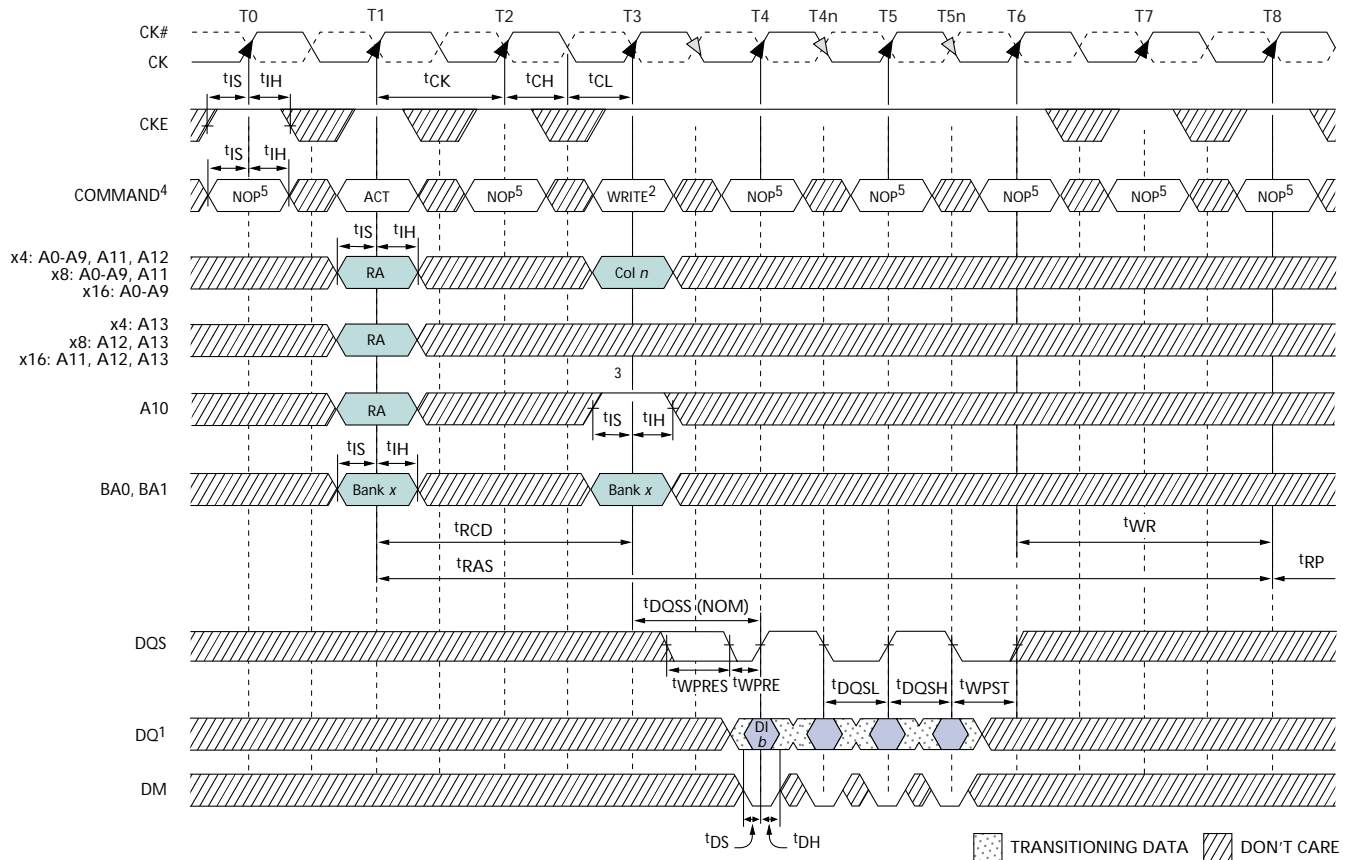 T0 T1 T2 T3 T4 T4n T5 T5n T6 T7 T8
CK#
CK
tIS tIH tCK tCH tCL
CKE
tIS tIH
COMMAND4 NOP5 ACT NOP5 WRITE2 NOP5 NOP5 NOP5 NOP5 NOP5
tIS tIH
x4: A0-A9, A11, A12
x8: A0-A9, A11
x16: A0-A9
RA Col n
x4: A13
x8: A12, A13
x16: A11, A12, A13
RA
3
A10 RA
tIS tIH
tIS tIH
BA0, BA1 Bank x Bank x
tRCD tWR
tRAS tRP
tDQSS (NOM)
DQS
tWPRES tWPRE tDQSL tDQSH tWPST
DQ1 DI
b
DM
tDS tDH
TRANSITIONING DATA DON'T CARE